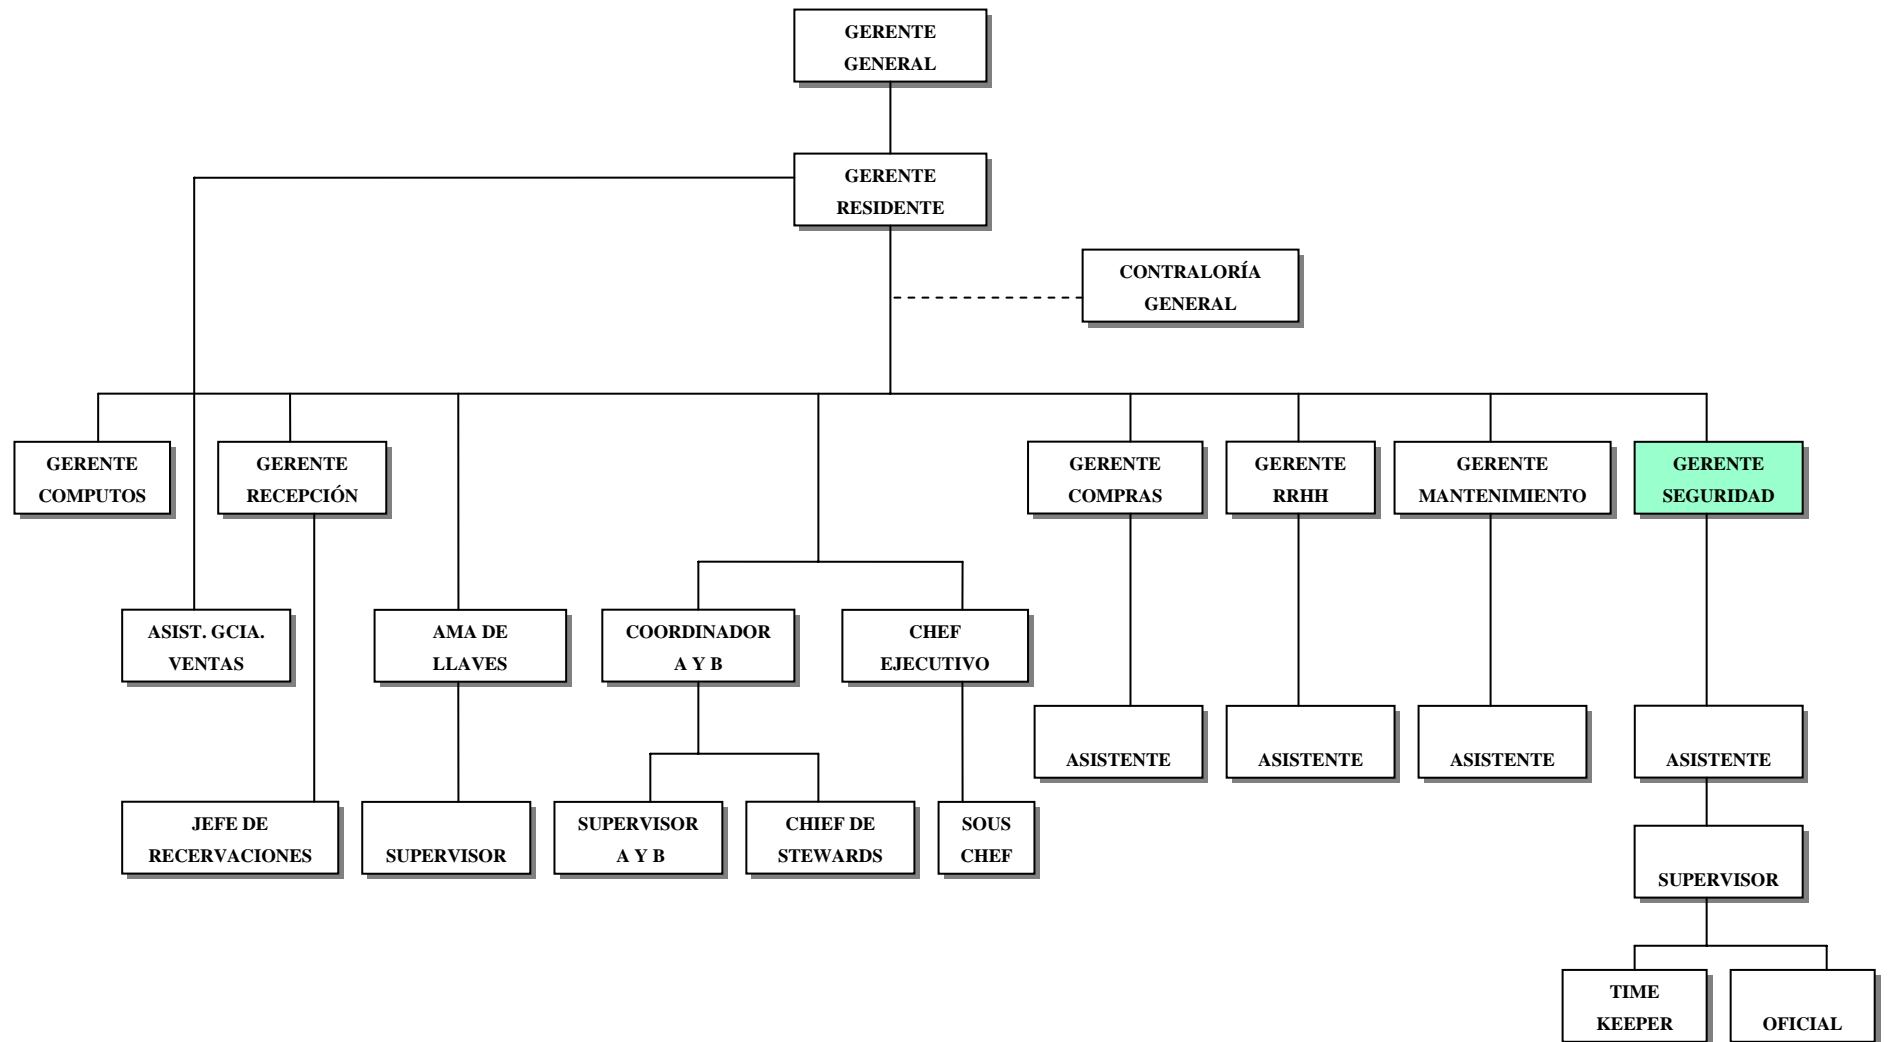 GERENTE
GENERAL
GERENTE
RESIDENTE
CONTRALORÍA
GENERAL
GERENTE
COMPUTOS
GERENTE
RECEPCIÓN
GERENTE
COMPRAS
GERENTE
RRHH
GERENTE
MANTENIMIENTO
GERENTE
SEGURIDAD
ASIST. GCIA.
VENTAS
AMA DE
LLAVES
COORDINADOR
A Y B
CHEF
EJECUTIVO
ASISTENTE
ASISTENTE
ASISTENTE
ASISTENTE
JEFE DE
RECERVACIONES
SUPERVISOR
SUPERVISOR
A Y B
CHIEF DE
STEWARDS
SOUS
CHEF
SUPERVISOR
TIME
KEEPER
OFICIAL